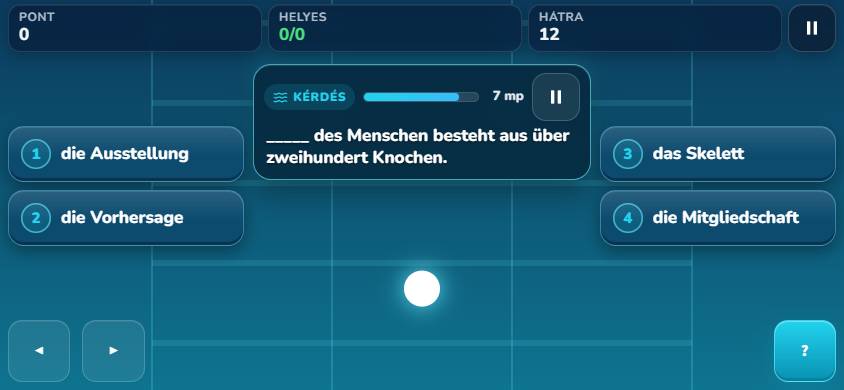 PONT
0
HELYES
0/0
HÁTRA
12
KÉRDÉS
7 mp
_____ des Menschen besteht aus über
zweihundert Knochen.
1 die Ausstellung
2 die Vorhersage
3 das Skelett
4 die Mitgliedschaft
?